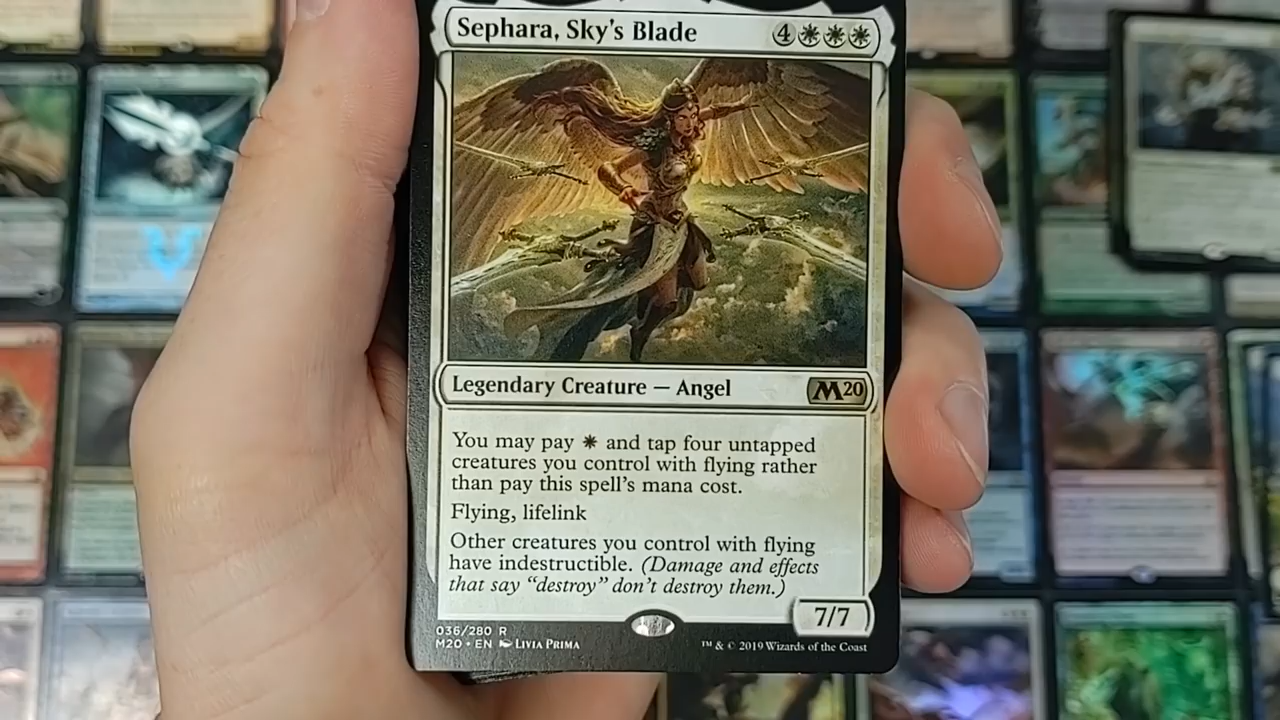 Sephara, Sky's Blade 4
Legendary Creature — Angel M20
You may pay and tap four untapped
creatures you control with flying rather
than pay this spell's mana cost.
Flying, lifelink
Other creatures you control with flying
have indestructible. (Damage and effects
that say “destroy” don't destroy them.)
7/7
036/280 R
M20 • EN LIVIA PRIMA
™ & © 2019 Wizards of the Coast